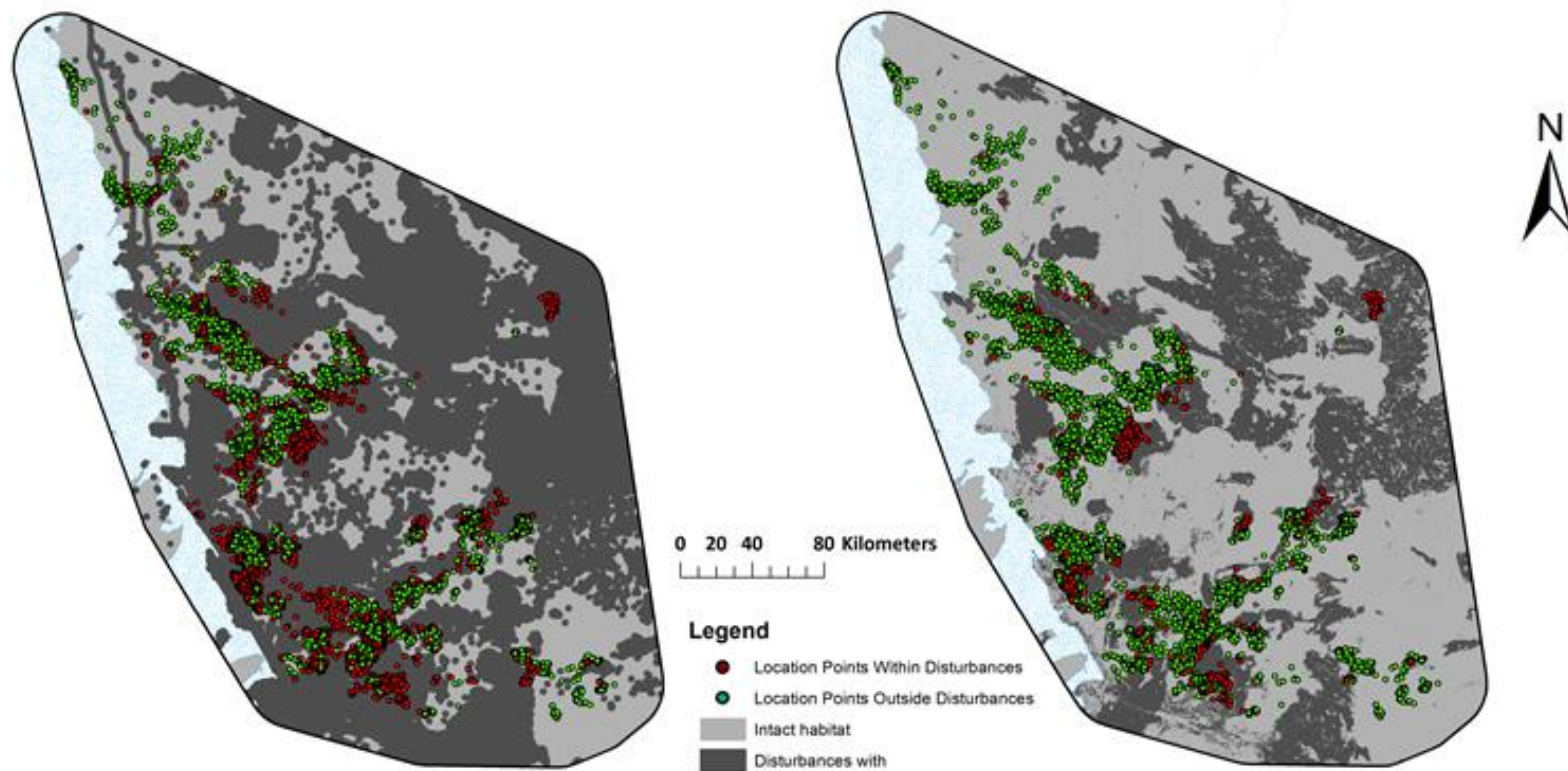 N
0 20 40 80 Kilometers
Legend
Location Points Within Disturbances
Location Points Outside Disturbances
Intact habitat
Disturbances with